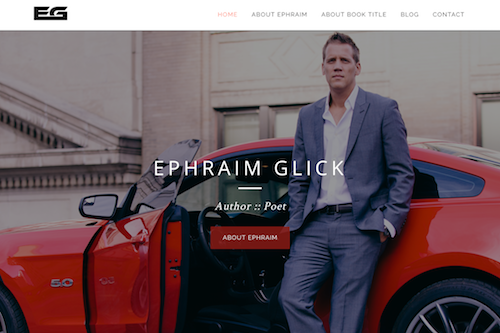 EG
HOME ABOUT EPHRAIM ABOUT BOOK TITLE BLOG CONTACT
EPHRAIM GLICK
Author :: Poet
ABOUT EPHRAIM
5.0